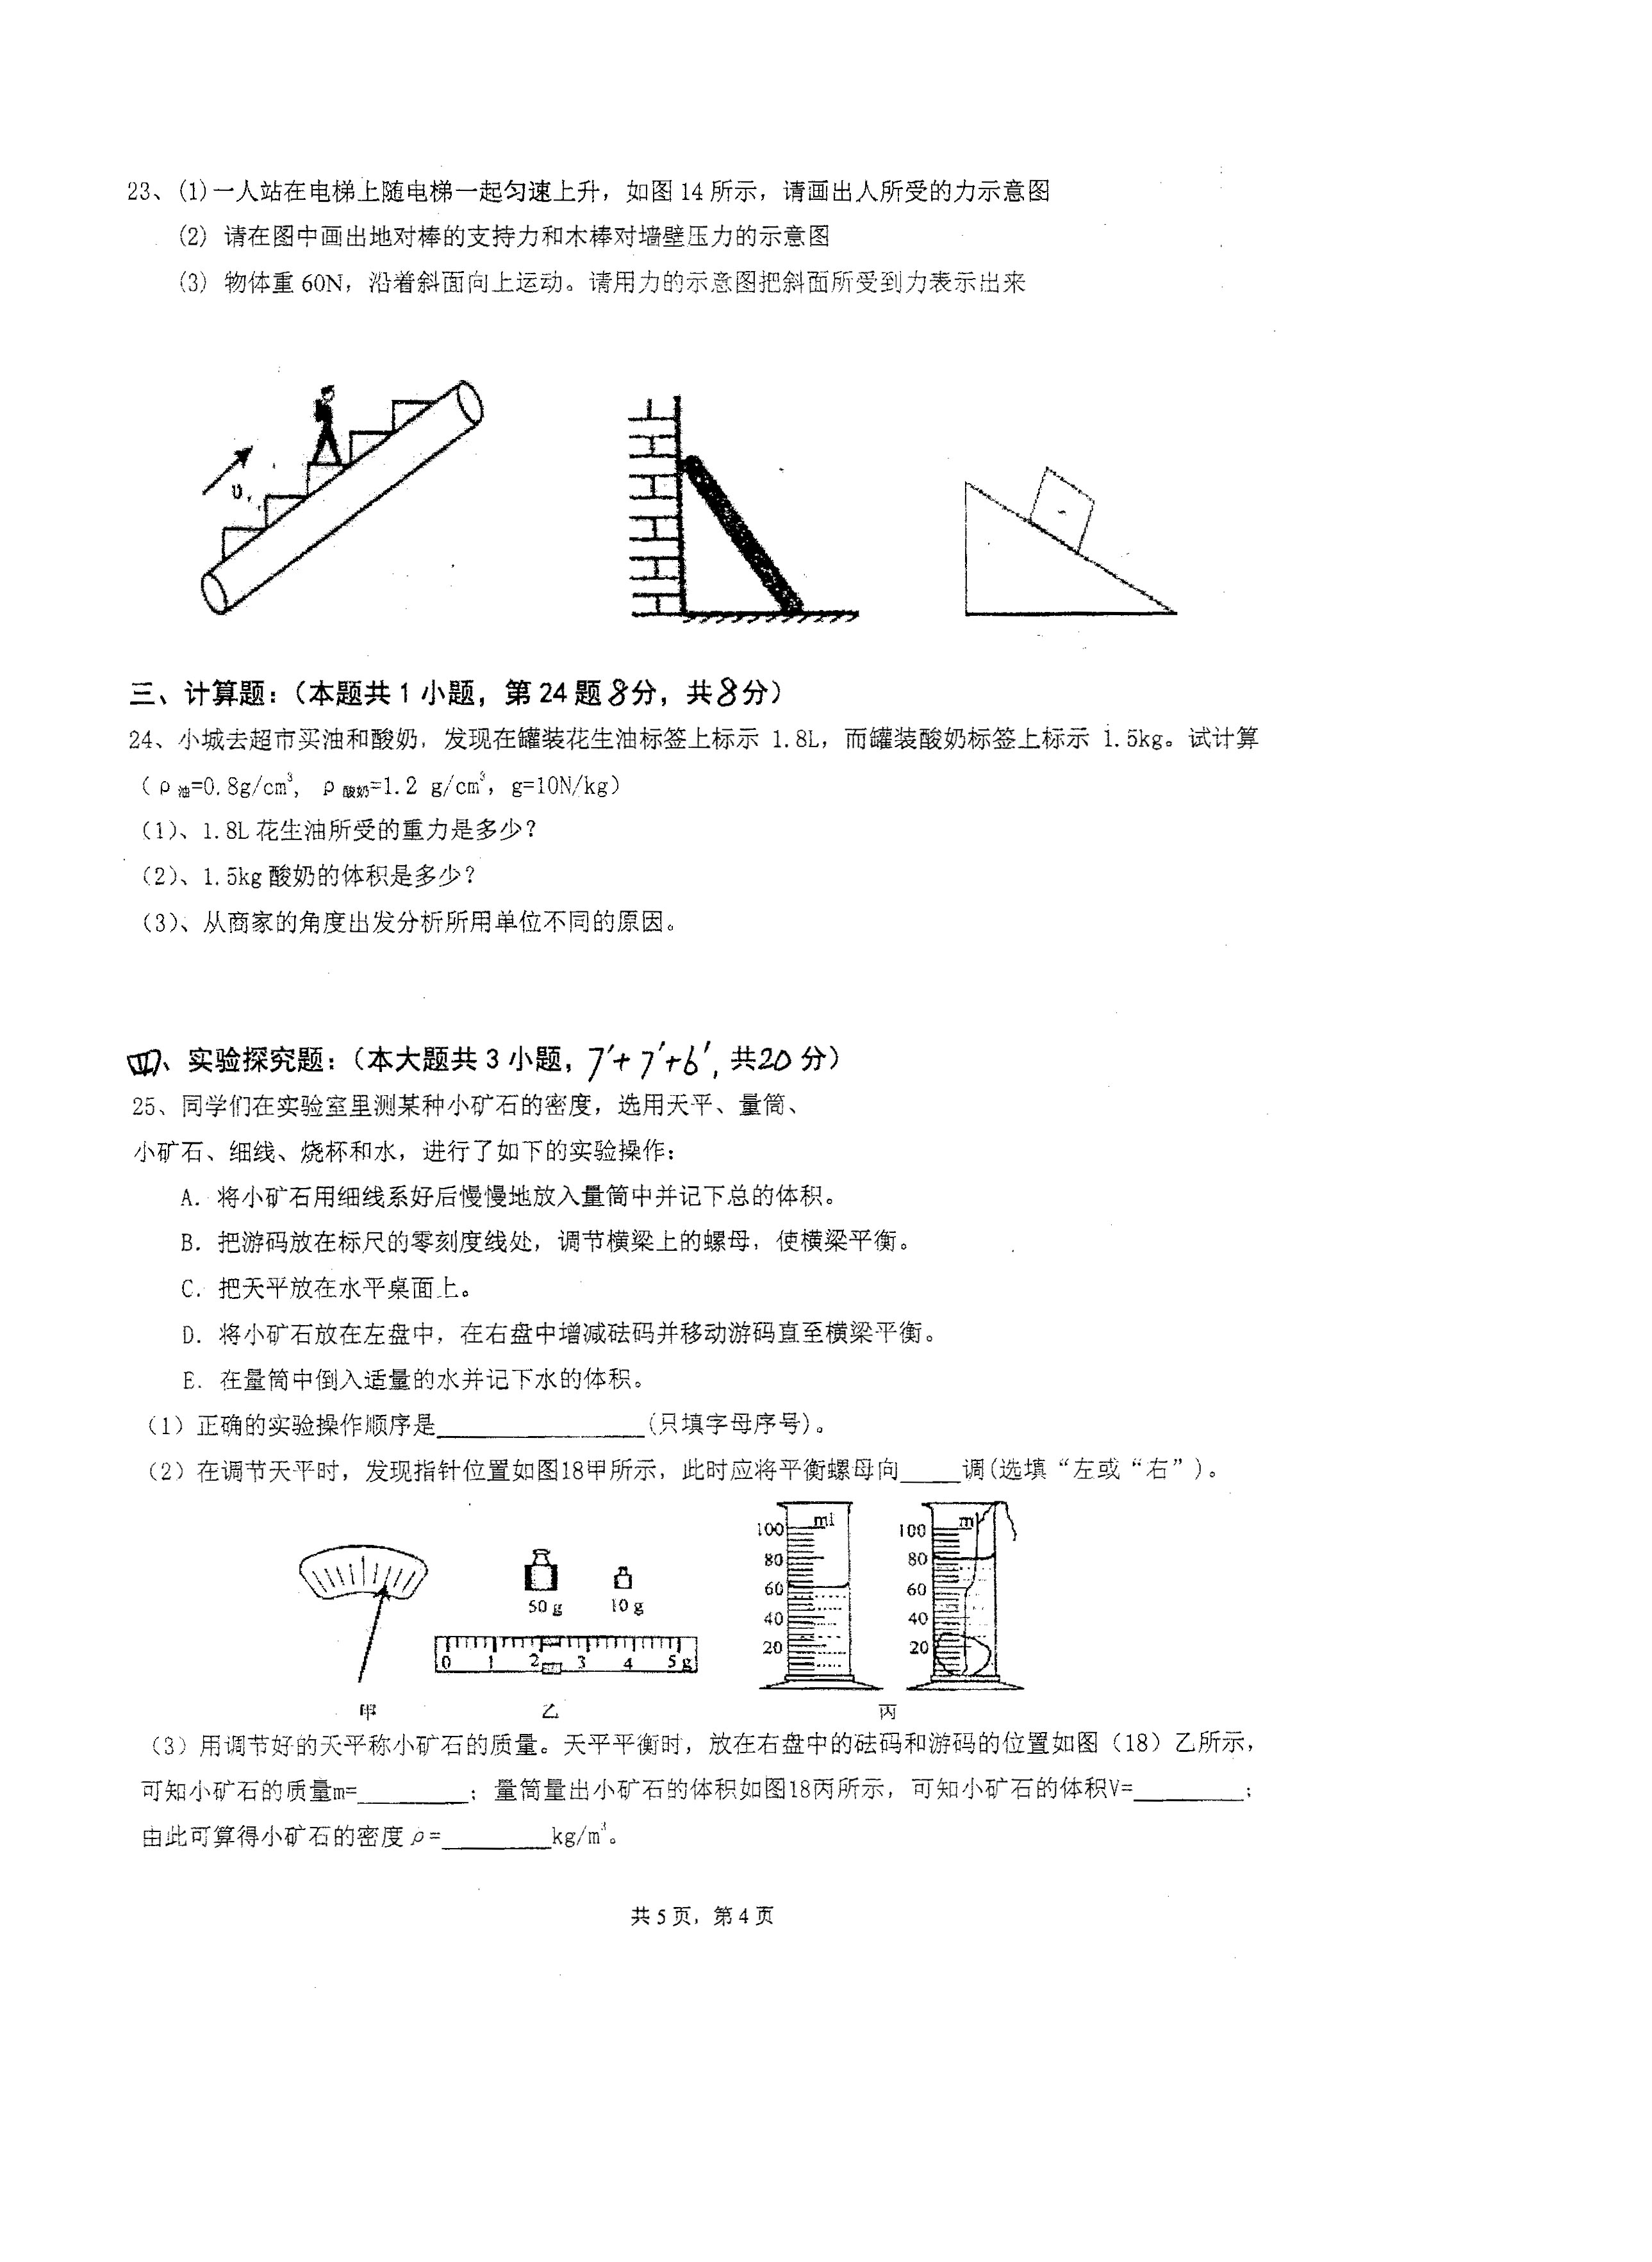 23、(1)一人站在电梯上随电梯一起匀速上升，如图14所示，请画出人所受的力示意图
(2) 请在图中画出地对棒的支持力和木棒对墙壁压力的示意图
(3) 物体重60N，沿着斜面向上运动。请用力的示意图把斜面所受到力表示出来
υ
三、计算题：（本题共1小题，第24题8分，共8分）
24、小城去超市买油和酸奶，发现在罐装花生油标签上标示 1.8L，而罐装酸奶标签上标示 1.5kg。试计算
（ρ油=0.8g/cm³， ρ酸奶=1.2 g/cm³，g=10N/kg）
（1）、1.8L花生油所受的重力是多少？
（2）、1.5kg酸奶的体积是多少？
（3）、从商家的角度出发分析所用单位不同的原因。
四、实验探究题：（本大题共3小题，7′+7′+6′，共20分）
25、同学们在实验室里测某种小矿石的密度，选用天平、量筒、
小矿石、细线、烧杯和水，进行了如下的实验操作：
A. 将小矿石用细线系好后慢慢地放入量筒中并记下总的体积。
B. 把游码放在标尺的零刻度线处，调节横梁上的螺母，使横梁平衡。
C. 把天平放在水平桌面上。
D. 将小矿石放在左盘中，在右盘中增减砝码并移动游码直至横梁平衡。
E. 在量筒中倒入适量的水并记下水的体积。
（1）正确的实验操作顺序是_________________(只填字母序号)。
（2）在调节天平时，发现指针位置如图18甲所示，此时应将平衡螺母向_____调(选填“左或“右”)。
50 g 10 g
0 1 2 3 4 5 g
ml
100
80
60
40
20
m
100
80
60
40
20
甲 乙 丙
（3）用调节好的天平称小矿石的质量。天平平衡时，放在右盘中的砝码和游码的位置如图（18）乙所示，
可知小矿石的质量m=_________；量筒量出小矿石的体积如图18丙所示，可知小矿石的体积V=_________；
由此可算得小矿石的密度ρ=_________kg/m³。
共5页，第4页